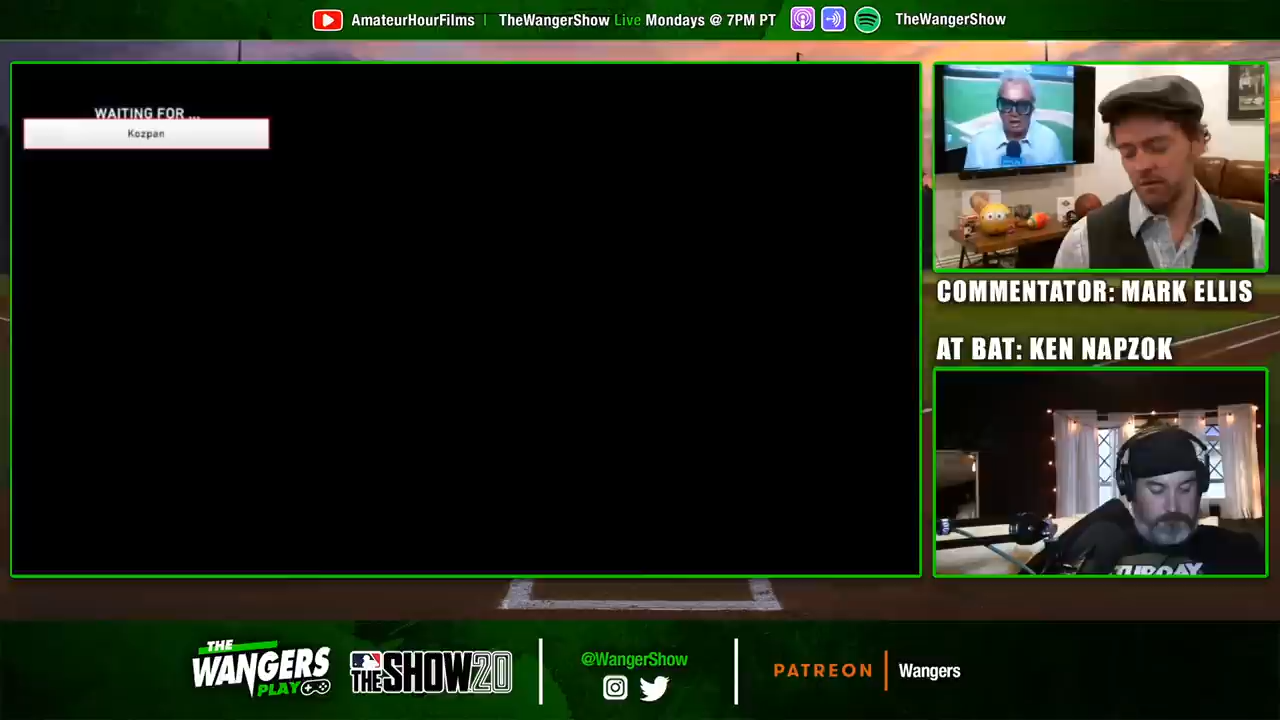 AmateurHourFilms | TheWangerShow Live Mondays @ 7PM PT TheWangerShow
WAITING FOR ...
Kozpan
COMMENTATOR: MARK ELLIS
AT BAT: KEN NAPZOK
TURDAY
THE
WANGERS
PLAY
THE SHOW 20
@WangerShow
PATREON | Wangers